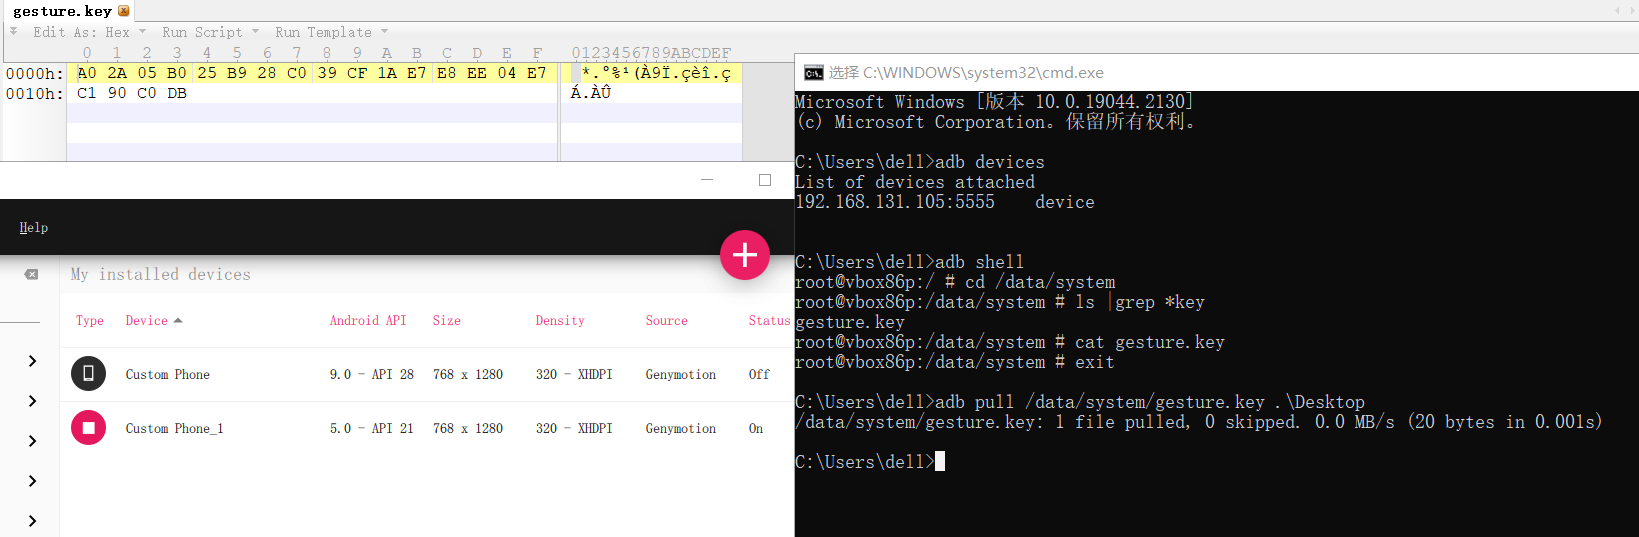 gesture.key
Edit As: Hex Run Script Run Template
0 1 2 3 4 5 6 7 8 9 A B C D E F 0123456789ABCDEF
0000h: A0 2A 05 B0 25 B9 28 C0 39 CF 1A E7 E8 EE 04 E7 *.°%¹(À9Ï.çèî.ç
0010h: C1 90 C0 DB Á.ÀÛ
Help
My installed devices
Type Device Android API Size Density Source Status
Custom Phone 9.0 - API 28 768 x 1280 320 - XHDPI Genymotion Off
Custom Phone_1 5.0 - API 21 768 x 1280 320 - XHDPI Genymotion On
选择 C:\WINDOWS\system32\cmd.exe
Microsoft Windows [版本 10.0.19044.2130]
(c) Microsoft Corporation。保留所有权利。
C:\Users\dell>adb devices
List of devices attached
192.168.131.105:5555 device
C:\Users\dell>adb shell
root@vbox86p:/ # cd /data/system
root@vbox86p:/data/system # ls |grep *key
gesture.key
root@vbox86p:/data/system # cat gesture.key
root@vbox86p:/data/system # exit
C:\Users\dell>adb pull /data/system/gesture.key .\Desktop
/data/system/gesture.key: 1 file pulled, 0 skipped. 0.0 MB/s (20 bytes in 0.001s)
C:\Users\dell>